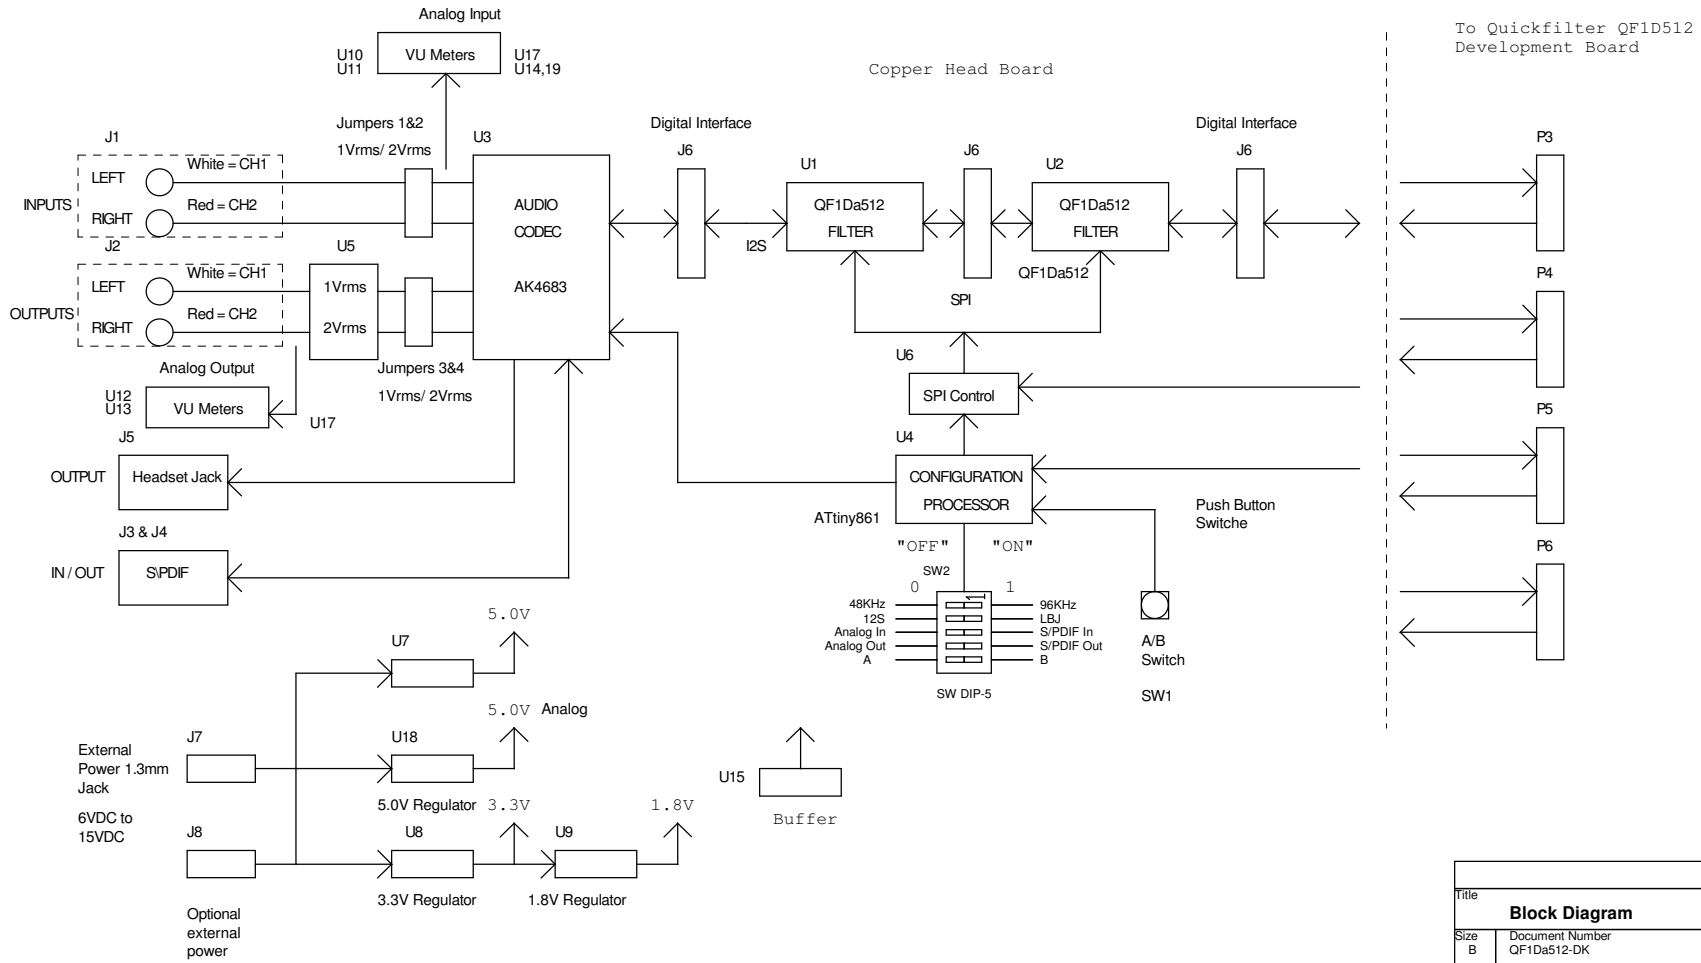 Analog Input
To Quickfilter QF1D512
Development Board
U10
U11
VU Meters
U17
U14,19
Copper Head Board
J1
Jumpers 1&2
1Vrms/ 2Vrms
U3
Digital Interface
J6
U1
J6
U2
Digital Interface
J6
P3
INPUTS
LEFT
White = CH1
RIGHT
Red = CH2
AUDIO
CODEC
AK4683
I2S
QF1Da512
FILTER
QF1Da512
FILTER
QF1Da512
SPI
J2
U5
P4
OUTPUTS
LEFT
White = CH1
RIGHT
Red = CH2
1Vrms
2Vrms
Jumpers 3&4
1Vrms/ 2Vrms
Analog Output
U12
U13
VU Meters
U17
U6
SPI Control
J5
OUTPUT
Headset Jack
U4
CONFIGURATION
PROCESSOR
ATtiny861
P5
Push Button
Switche
J3 & J4
IN / OUT
S\PDIF
"OFF"
"ON"
SW2
0
1
1
48KHz
96KHz
12S
LBJ
Analog In
S/PDIF In
Analog Out
S/PDIF Out
A
B
SW DIP-5
A/B
Switch
SW1
P6
5.0V
U7
5.0V
Analog
J7
U18
External
Power 1.3mm
Jack
6VDC to
15VDC
5.0V Regulator
3.3V
1.8V
U15
Buffer
J8
U8
U9
3.3V Regulator
1.8V Regulator
Optional
external
power
Title
Block Diagram
Size
B
Document Number
QF1Da512-DK